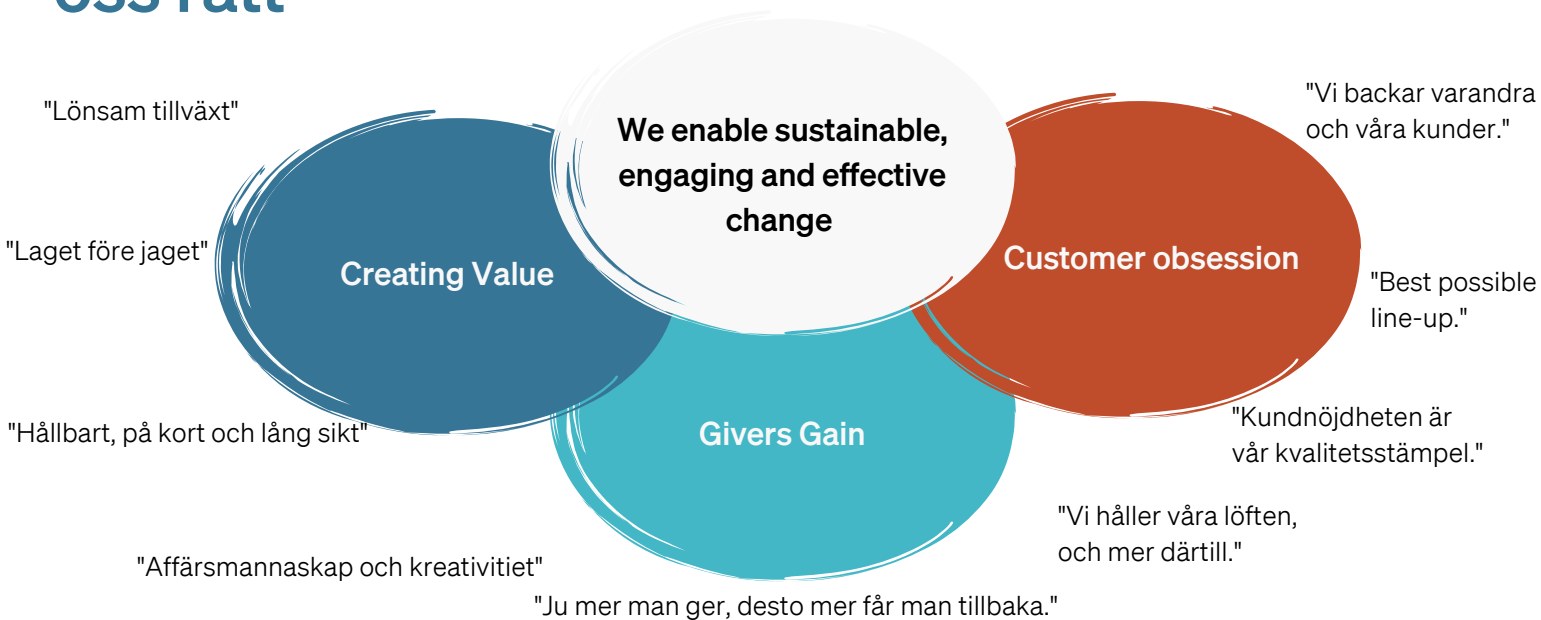 oss rätt
"Lönsam tillväxt"
"Vi backar varandra
och våra kunder."
We enable sustainable,
engaging and effective
change
"Laget före jaget"
Creating Value
Customer obsession
"Best possible
line-up."
"Hållbart, på kort och lång sikt"
Givers Gain
"Kundnöjdheten är
vår kvalitetsstämpel."
"Vi håller våra löften,
och mer därtill."
"Affärsmannaskap och kreativitiet"
"Ju mer man ger, desto mer får man tillbaka."